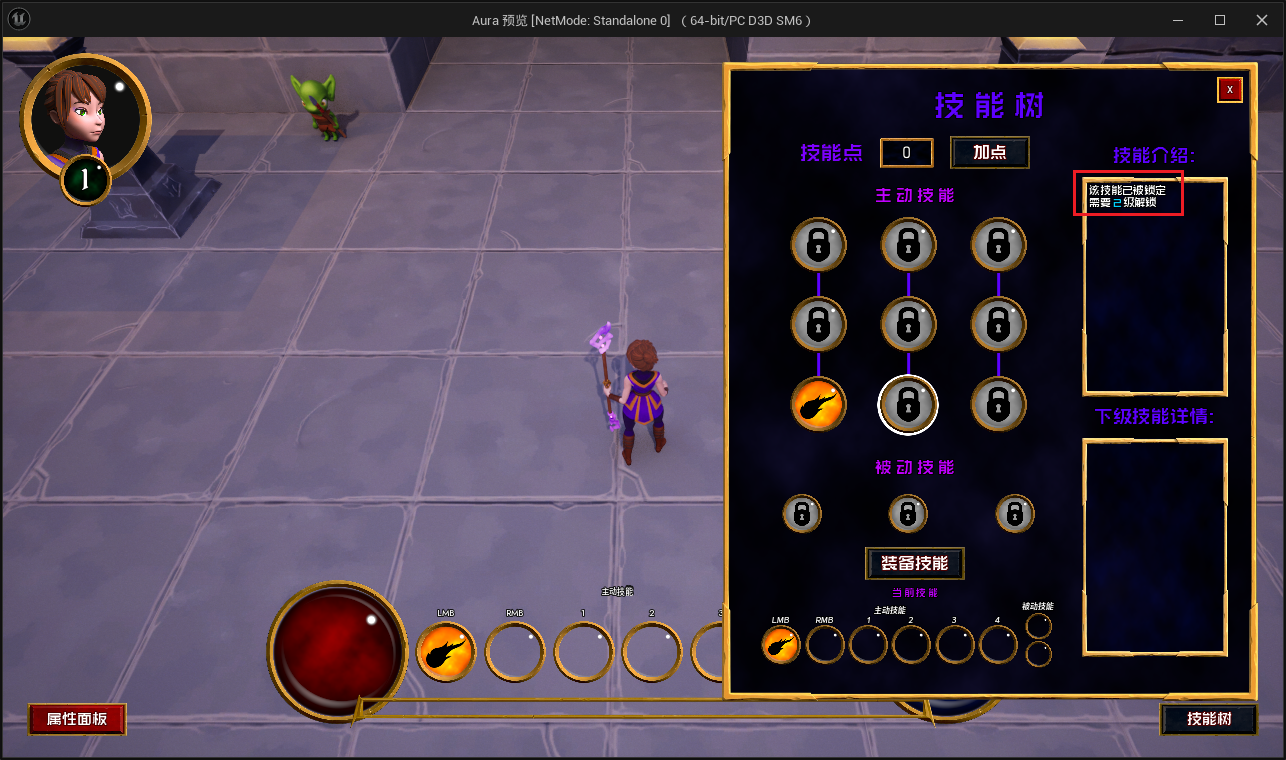 Aura 预览 [NetMode: Standalone 0] （64-bit/PC D3D SM6）
X
技能树
技能点 0 加点
技能介绍:
该技能已被锁定
需要2级解锁
主动技能
1
下级技能详情:
被动技能
装备技能
当前技能
主动技能
被动技能
LMB RMB 1 2 3 4
主动技能
LMB RMB 1 2 3
属性面板
技能树